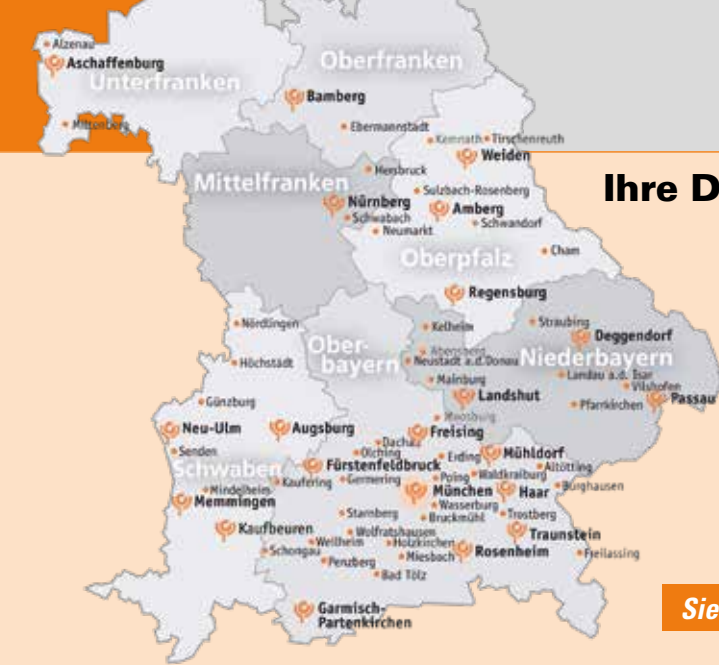 Alzenau
Aschaffenburg
Unterfranken
Oberfranken
Bamberg
Miltenberg
Ebermannstadt
Kemnath
Tirschenreuth
Weiden
Hersbruck
Mittelfranken
Sulzbach-Rosenberg
Ihre D
Nürnberg
Amberg
Schwabach
Schwandorf
Neumarkt
Cham
Oberpfalz
Regensburg
Nördlingen
Kelheim
Straubing
Deggendorf
Ober-
bayern
Abensberg
Neustadt a.d.Donau
Niederbayern
Höchstädt
Mainburg
Landau a.d. Isar
Vilshofen
Landshut
Passau
Günzburg
Pfarrkirchen
Moosburg
Neu-Ulm
Augsburg
Freising
Dachau
Senden
Olching
Erding
Mühldorf
Schwaben
Fürstenfeldbruck
Altötting
Kaufering
Germering
Poing
Waldkraiburg
Burghausen
Mindelheim
München
Haar
Memmingen
Wasserburg
Starnberg
Bruckmühl
Trostberg
Kaufbeuren
Wolfratshausen
Traunstein
Weilheim
Holzkirchen
Schongau
Miesbach
Rosenheim
Freilassing
Penzberg
Bad Tölz
Sie
Garmisch-
Partenkirchen